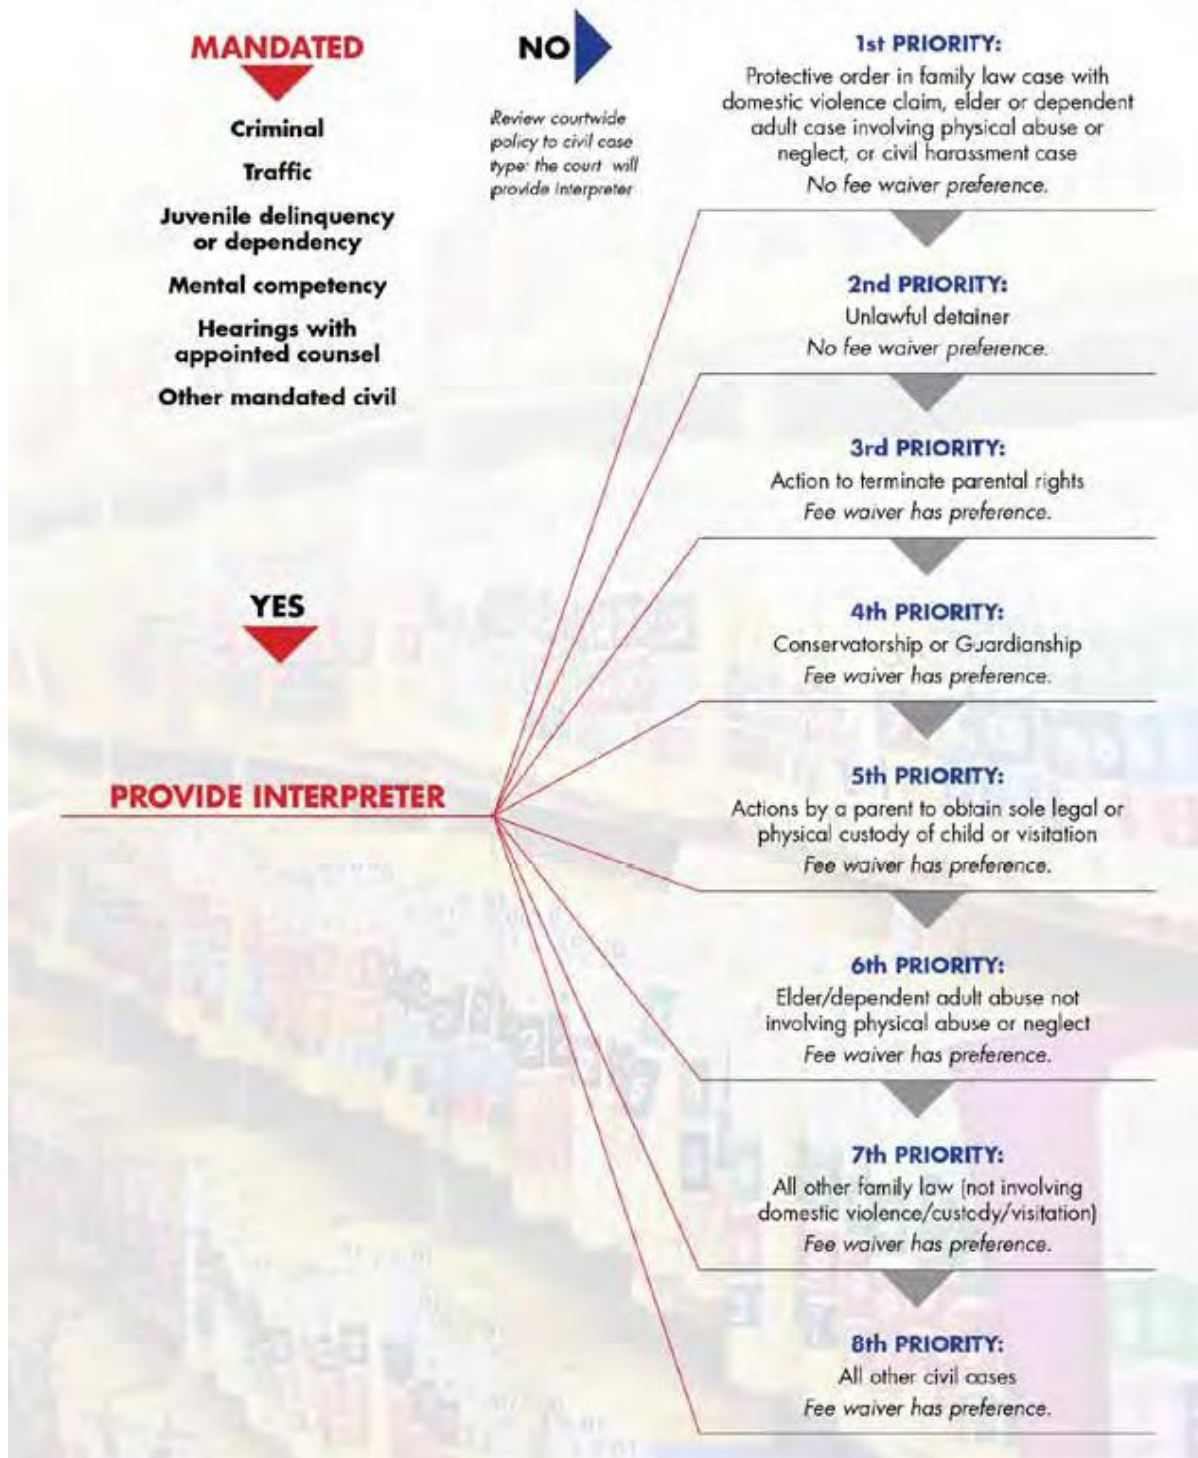 MANDATED
Criminal
Traffic
Juvenile delinquency
or dependency
Mental competency
Hearings with
appointed counsel
Other mandated civil
YES
PROVIDE INTERPRETER
NO
Review courtwide
policy to civil case
type: the court will
provide interpreter
1st PRIORITY:
Protective order in family law case with
domestic violence claim, elder or dependent
adult case involving physical abuse or
neglect, or civil harassment case
No fee waiver preference.
2nd PRIORITY:
Unlawful detainer
No fee waiver preference.
3rd PRIORITY:
Action to terminate parental rights
Fee waiver has preference.
4th PRIORITY:
Conservatorship or Guardianship
Fee waiver has preference.
5th PRIORITY:
Actions by a parent to obtain sole legal or
physical custody of child or visitation
Fee waiver has preference.
6th PRIORITY:
Elder/dependent adult abuse not
involving physical abuse or neglect
Fee waiver has preference.
7th PRIORITY:
All other family law (not involving
domestic violence/custody/visitation)
Fee waiver has preference.
8th PRIORITY:
All other civil cases
Fee waiver has preference.